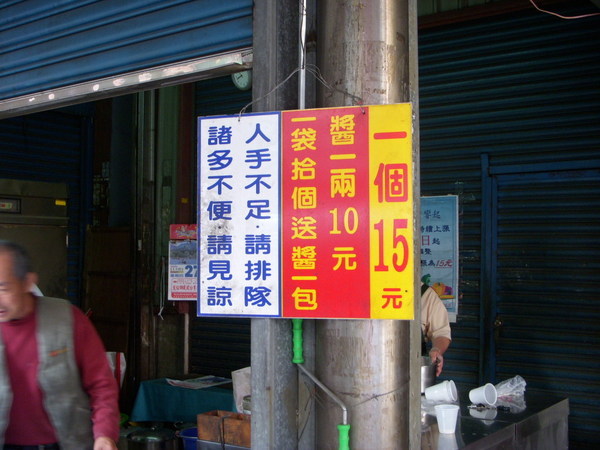 一個15元
醬一兩10元
一袋拾個送醬一包
人手不足·請排隊
諸多不便·請見諒
22